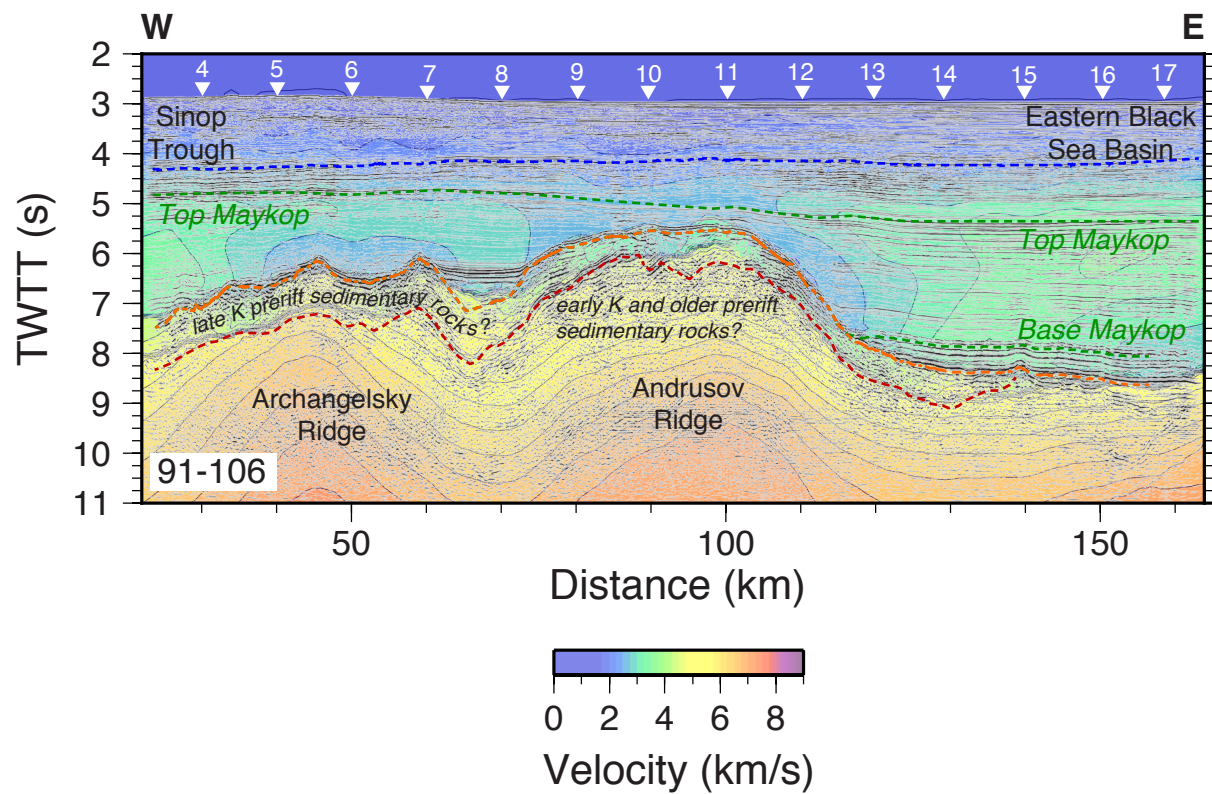 W
E
2
3
4
5
6
7
8
9
10
11
TWTT (s)
4 5 6 7 8 9 10 11 12 13 14 15 16 17
Sinop
Trough
Eastern Black
Sea Basin
Top Maykop
Top Maykop
Base Maykop
late K prerift sedimentary rocks?
early K and older prerift
sedimentary rocks?
Archangelsky
Ridge
Andrusov
Ridge
91-106
50 100 150
Distance (km)
0 2 4 6 8
Velocity (km/s)